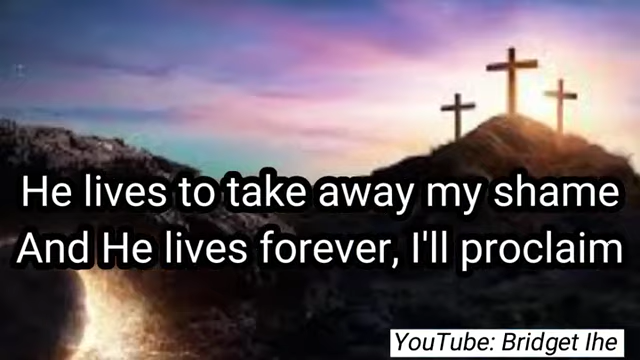 He lives to take away my shame
And He lives forever, I'll proclaim
YouTube: Bridget Ihe